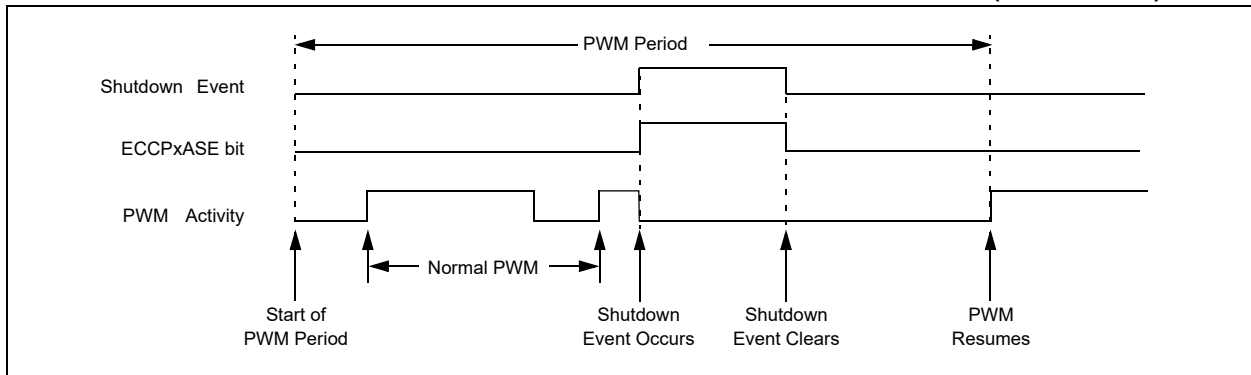 PWM Period
Shutdown Event
ECCPxASE bit
PWM Activity
Normal PWM
Start of
PWM Period
Shutdown
Event Occurs
Shutdown
Event Clears
PWM
Resumes